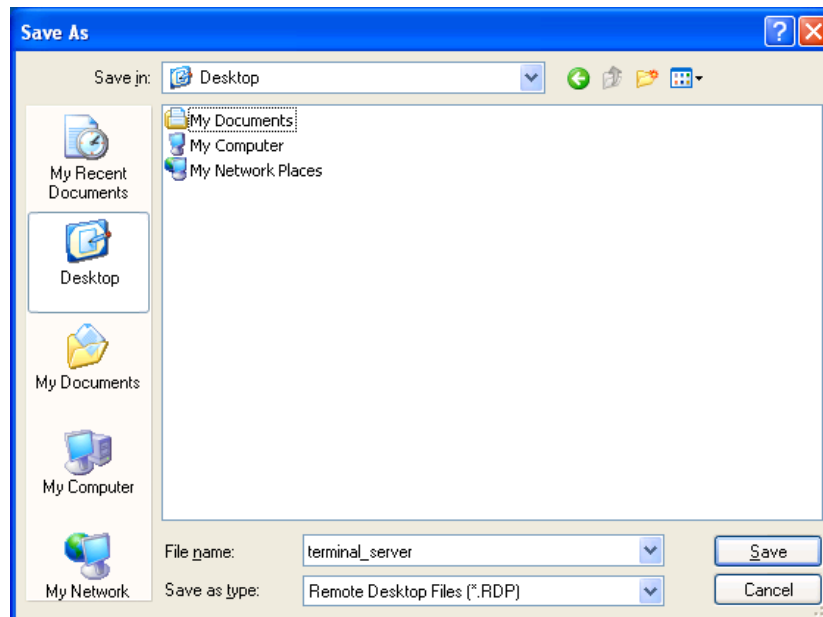 Save As
Save in:
Desktop
My Documents
My Computer
My Network Places
My Recent
Documents
Desktop
My Documents
My Computer
My Network
File name:
terminal_server
Save
Save as type:
Remote Desktop Files (*.RDP)
Cancel